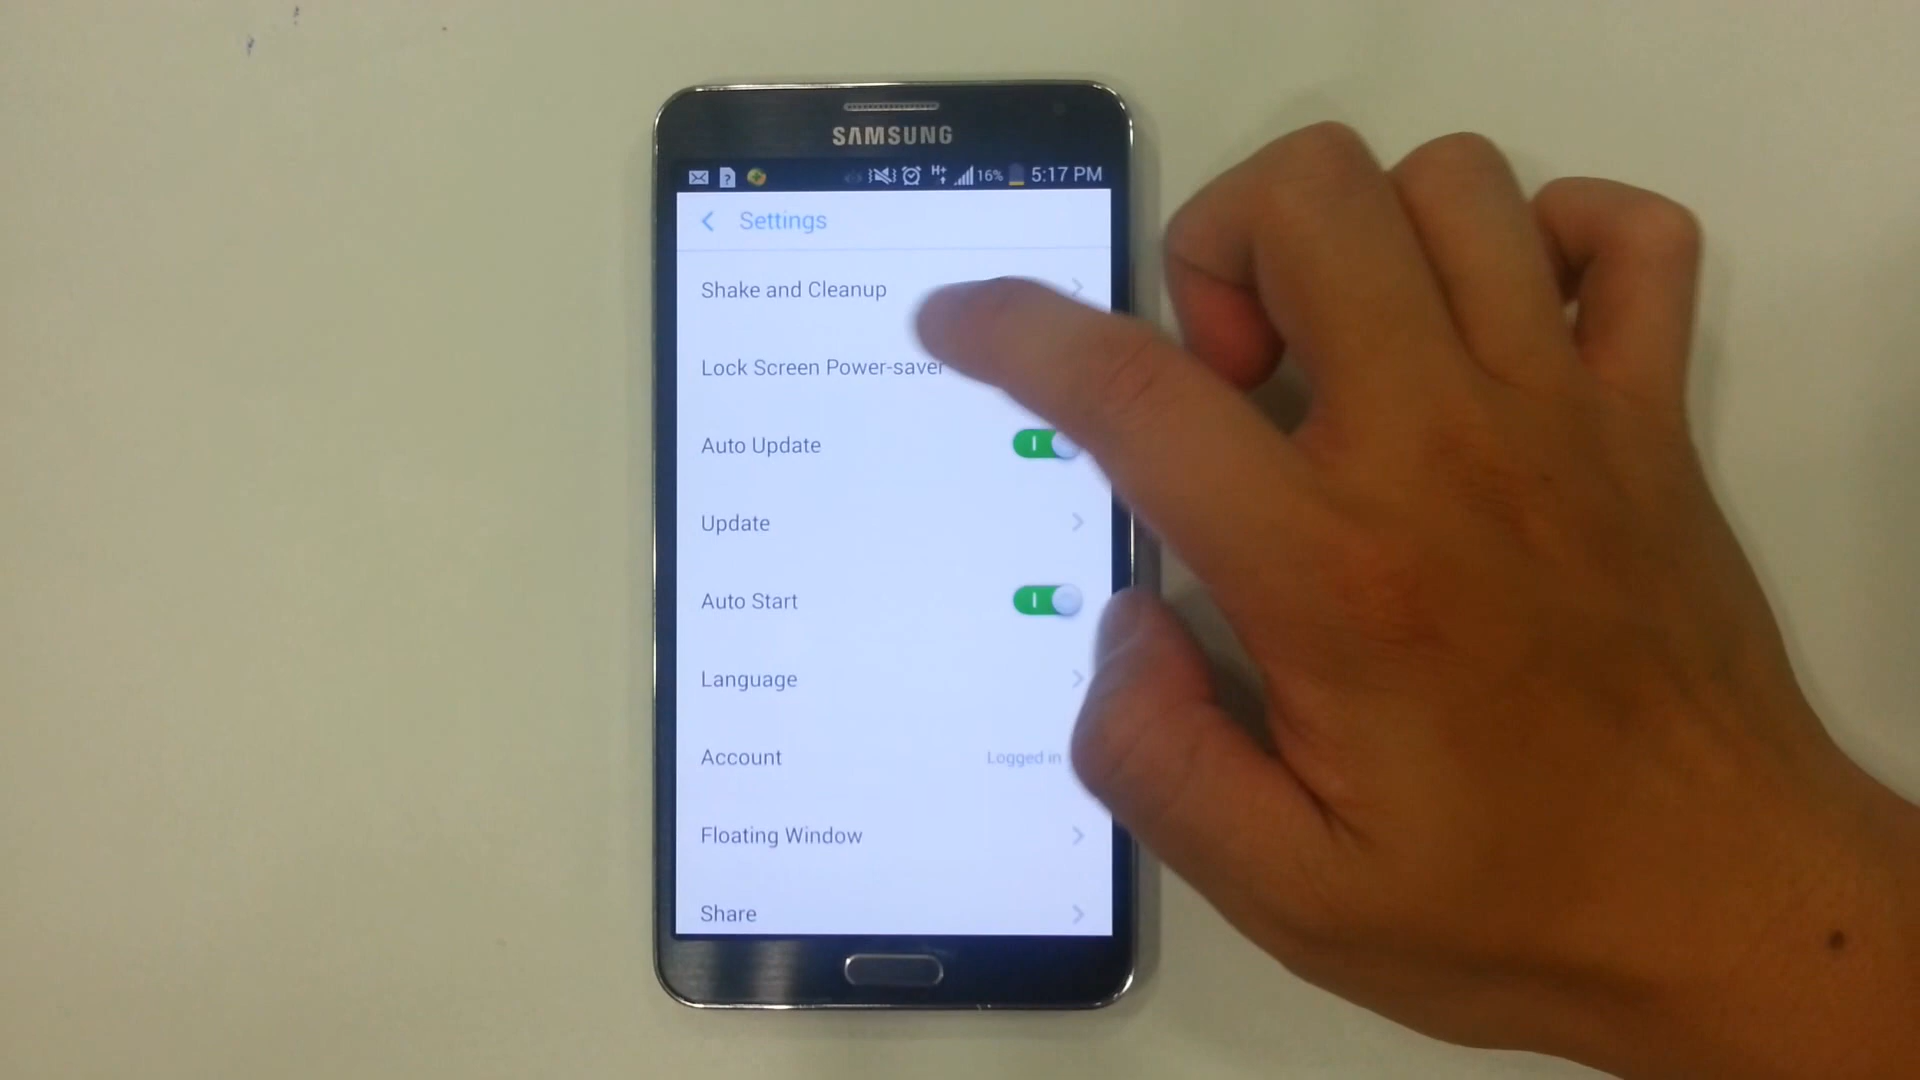 SAMSUNG
H+ 16% 5:17 PM
Settings
Shake and Cleanup
Lock Screen Power-saver
Auto Update
Update
Auto Start
Language
Account Logged in
Floating Window
Share